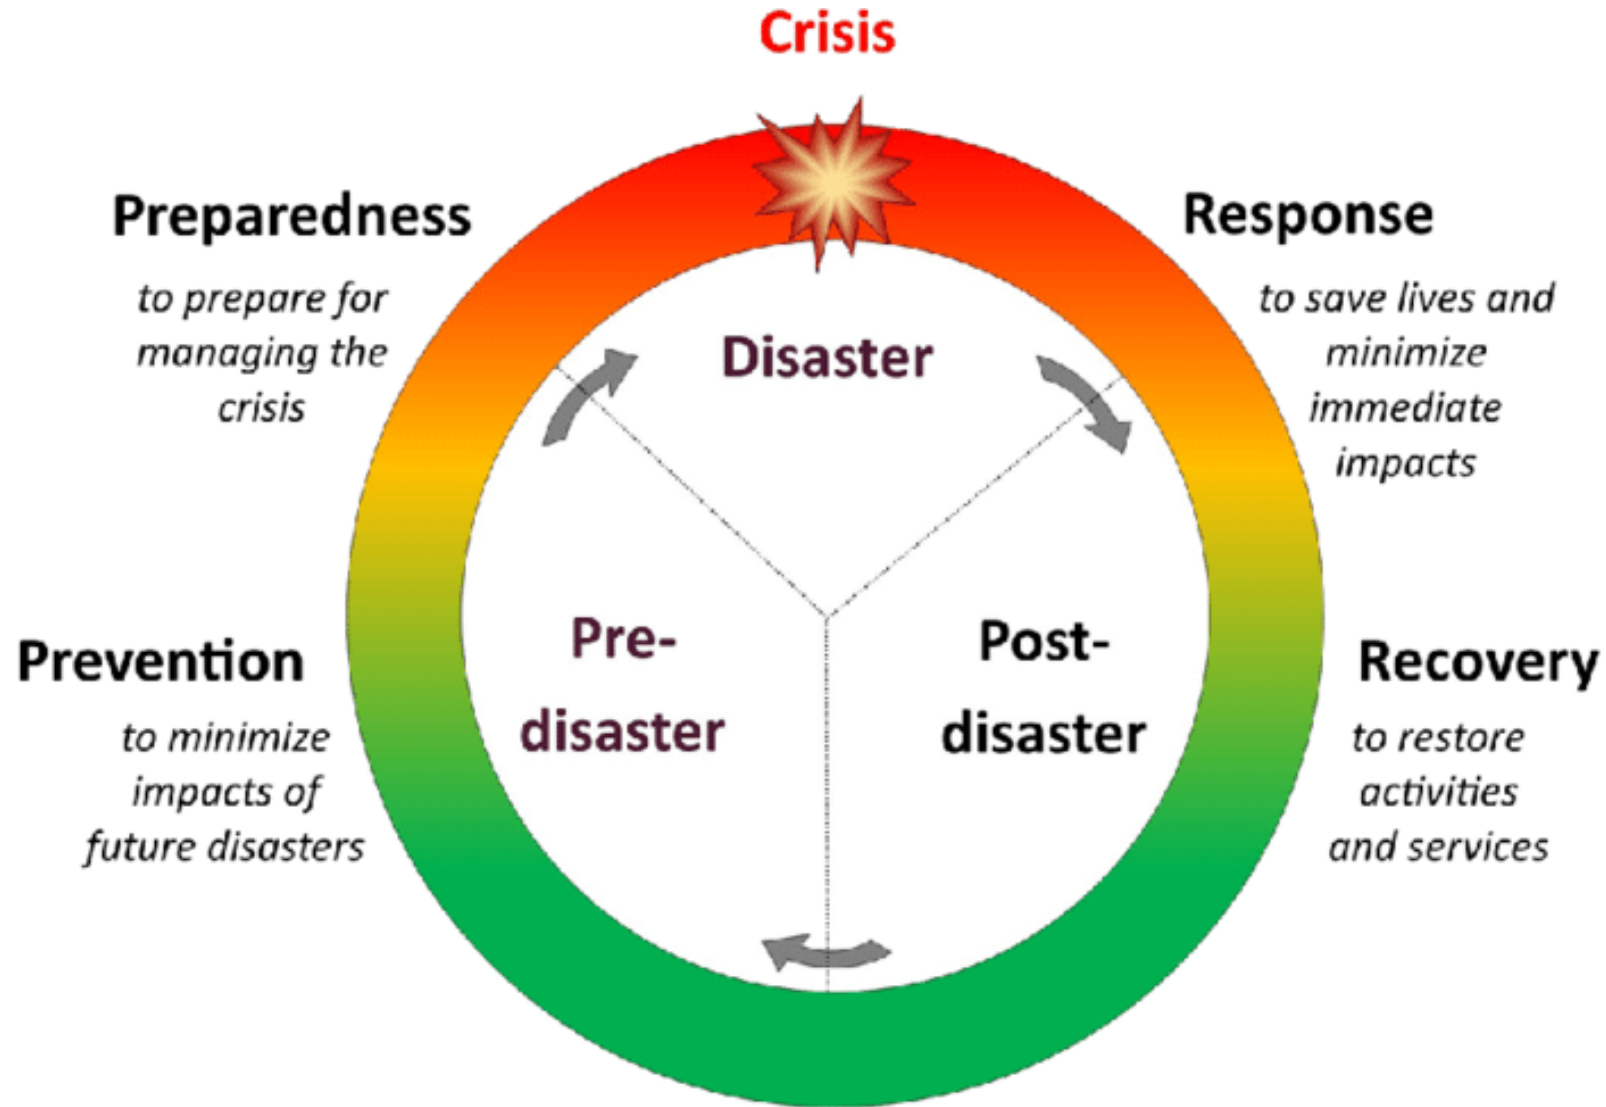 Crisis
Preparedness
to prepare for
managing the
crisis
Response
to save lives and
minimize
immediate
impacts
Disaster
Pre-
disaster
Post-
disaster
Prevention
to minimize
impacts of
future disasters
Recovery
to restore
activities
and services